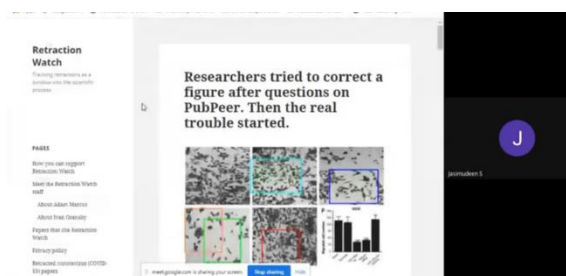 Retraction
Watch
Tracking retractions as a
window into the scientific
process
PAGES
How you can support
Retraction Watch
Meet the Retraction Watch
staff
About Adam Marcus
About Ivan Oransky
Papers that cite Retraction
Watch
Privacy policy
Retracted coronavirus (COVID-
19) papers
Researchers tried to correct a
figure after questions on
PubPeer. Then the real
trouble started.
meet.google.com is sharing your screen. Stop sharing Hide
J
Jasimudeen S